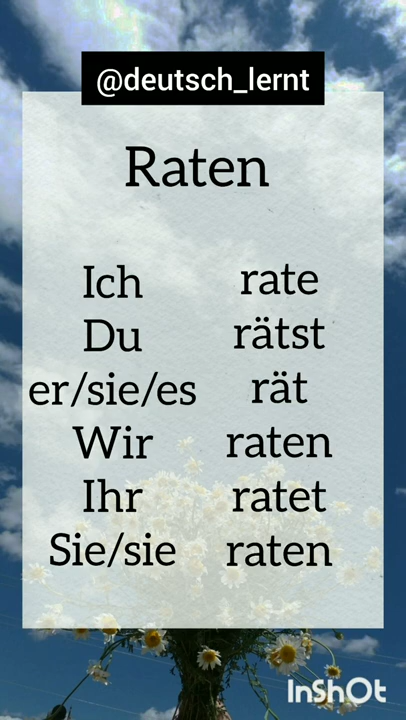 @deutsch_lernt
Raten
Ich rate
Du rätst
er/sie/es rät
Wir raten
Ihr ratet
Sie/sie raten
InShOt